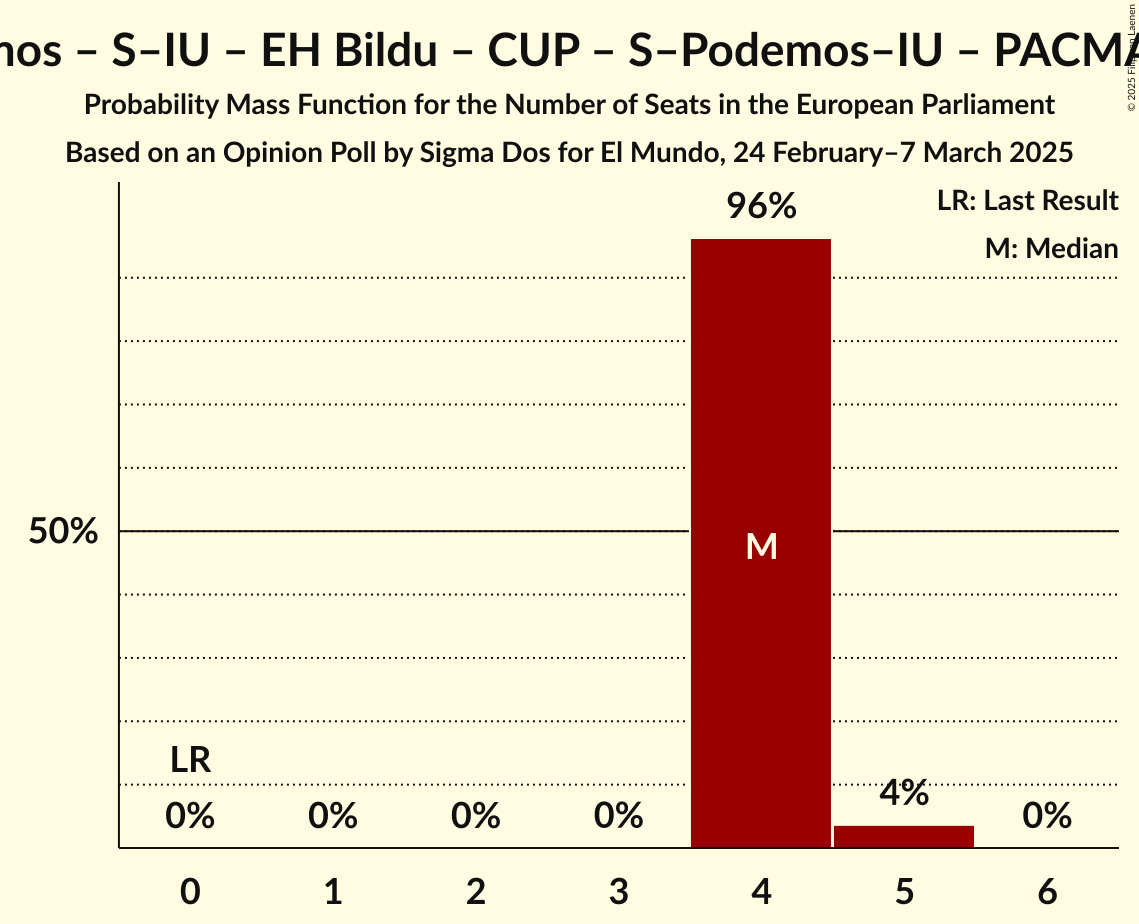 – S–IU – EH Bildu – CUP – S–Podemos–IU –
Probability Mass Function for the Number of Seats in the European Parliament
Based on an Opinion Poll by Sigma Dos for El Mundo, 24 February–7 March 2025
© 2025 Filip van Laenen
LR: Last Result
M: Median
96%
50%
M
LR
0%
0%
0%
0%
4%
0%
0
1
2
3
4
5
6